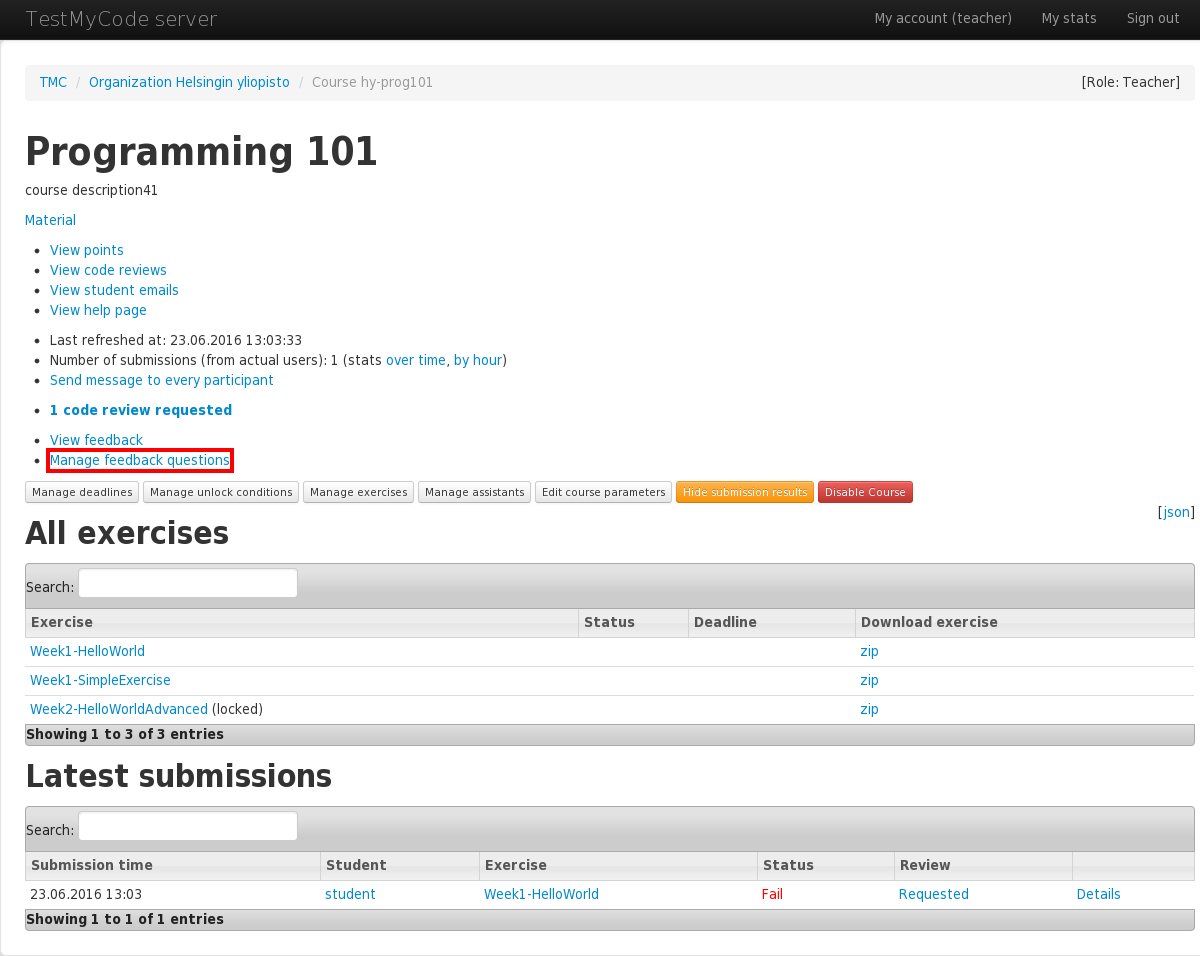 TestMyCode server My account (teacher) My stats Sign out
TMC / Organization Helsingin yliopisto / Course hy-prog101 [Role: Teacher]
Programming 101
course description41
Material
View points
View code reviews
View student emails
View help page
Last refreshed at: 23.06.2016 13:03:33
Number of submissions (from actual users): 1 (stats over time, by hour)
Send message to every participant
1 code review requested
View feedback
Manage feedback questions
Manage deadlines Manage unlock conditions Manage exercises Manage assistants Edit course parameters Hide submission results Disable Course
[json]
All exercises
Search:
Exercise Status Deadline Download exercise
Week1-HelloWorld zip
Week1-SimpleExercise zip
Week2-HelloWorldAdvanced (locked) zip
Showing 1 to 3 of 3 entries
Latest submissions
Search:
Submission time Student Exercise Status Review
23.06.2016 13:03 student Week1-HelloWorld Fail Requested Details
Showing 1 to 1 of 1 entries